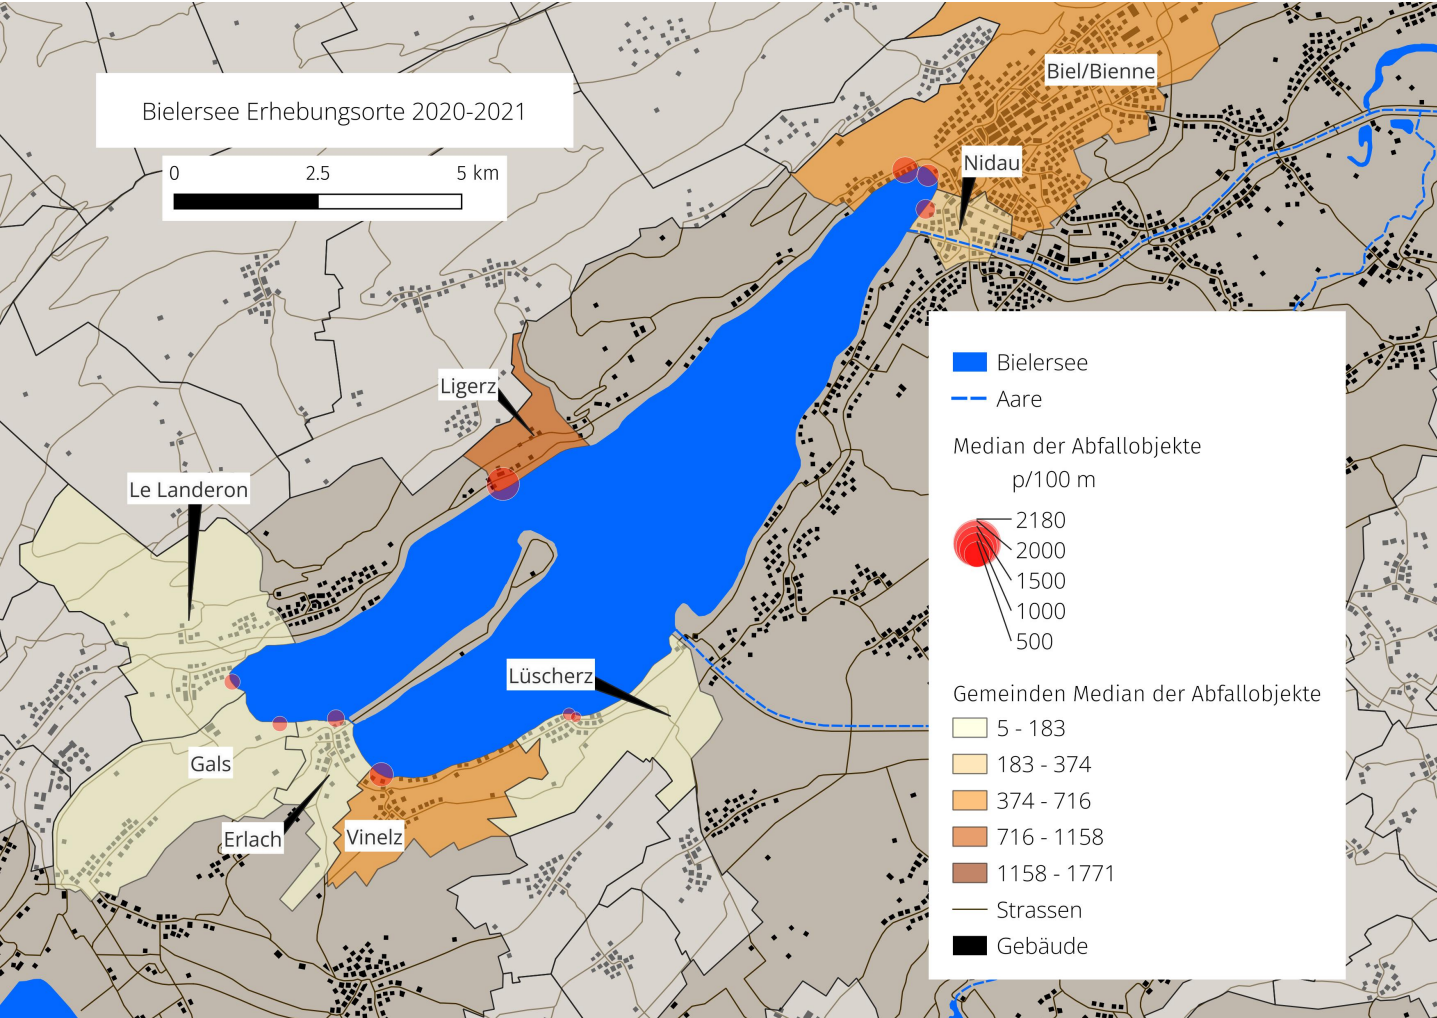 Biel/Bienne
Bielersee Erhebungsorte 2020-2021
0 2.5 5 km
Nidau
Ligerz
Le Landeron
Lüscherz
Gals
Erlach
Vinelz
Bielersee
Aare
Median der Abfallobjekte
p/100 m
2180
2000
1500
1000
500
Gemeinden Median der Abfallobjekte
5 - 183
183 - 374
374 - 716
716 - 1158
1158 - 1771
Strassen
Gebäude